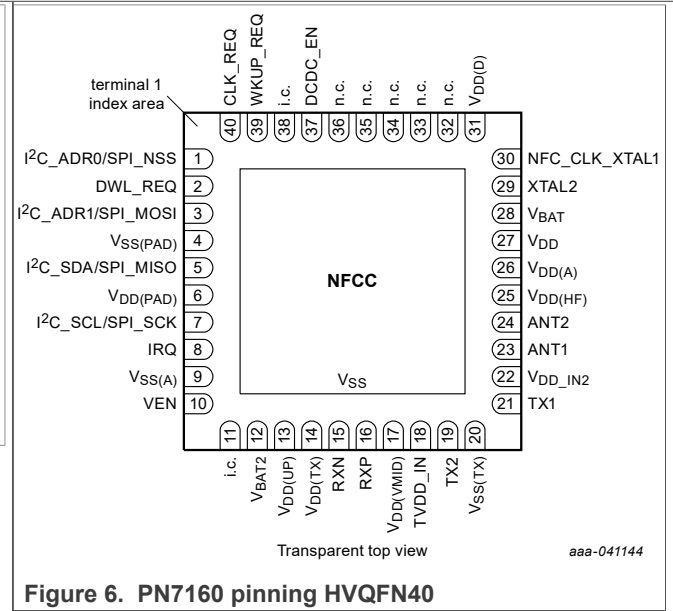 CLK_REQ
WKUP_REQ
i.c.
DCDC_EN
n.c.
n.c.
n.c.
n.c.
n.c.
VDD(D)
terminal 1
index area
40
39
38
37
36
35
34
33
32
31
I²C_ADR0/SPI_NSS 1
DWL_REQ 2
I²C_ADR1/SPI_MOSI 3
VSS(PAD) 4
I²C_SDA/SPI_MISO 5
VDD(PAD) 6
I²C_SCL/SPI_SCK 7
IRQ 8
VSS(A) 9
VEN 10
NFCC
VSS
30 NFC_CLK_XTAL1
29 XTAL2
28 VBAT
27 VDD
26 VDD(A)
25 VDD(HF)
24 ANT2
23 ANT1
22 VDD_IN2
21 TX1
11
12
13
14
15
16
17
18
19
20
i.c.
VBAT2
VDD(UP)
VDD(TX)
RXN
RXP
VDD(VMID)
TVDD_IN
TX2
VSS(TX)
Transparent top view
aaa-041144
Figure 6. PN7160 pinning HVQFN40